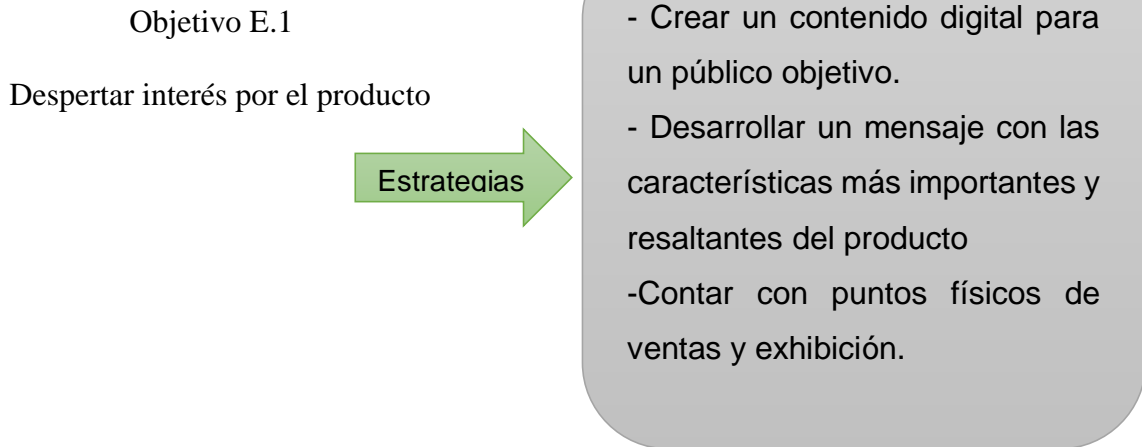 Objetivo E.1
Despertar interés por el producto
Estrategias
- Crear un contenido digital para
un público objetivo.
- Desarrollar un mensaje con las
características más importantes y
resaltantes del producto
-Contar con puntos físicos de
ventas y exhibición.